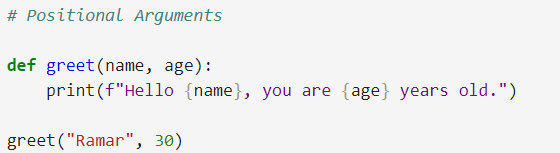 # Positional Arguments
def greet(name, age):
    print(f"Hello {name}, you are {age} years old.")
greet("Ramar", 30)